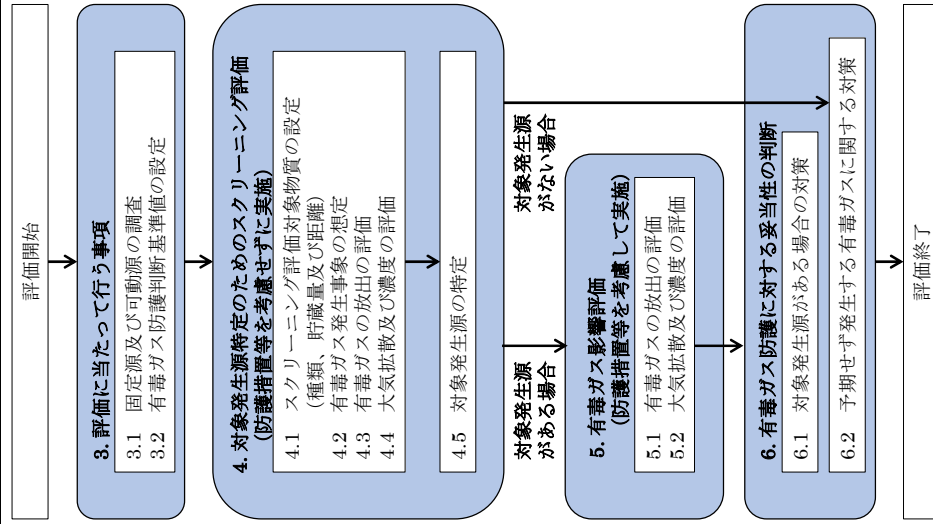 評価開始
3. 評価に当たって行う事項
3.1 固定源及び可動源の調査
3.2 有毒ガス防護判断基準値の設定
4. 対象発生源特定のためのスクリーニング評価
(防護措置等を考慮せずに実施)
4.1 スクリーニング評価対象物質の設定
(種類、貯蔵量及び距離)
4.2 有毒ガス発生事象の想定
4.3 有毒ガスの放出の評価
4.4 大気拡散及び濃度の評価
4.5 対象発生源の特定
対象発生源
がある場合
対象発生源
がない場合
5. 有毒ガス影響評価
(防護措置等を考慮して実施)
5.1 有毒ガスの放出の評価
5.2 大気拡散及び濃度の評価
6. 有毒ガス防護に対する妥当性の判断
6.1 対象発生源がある場合の対策
6.2 予期せず発生する有毒ガスに関する対策
評価終了